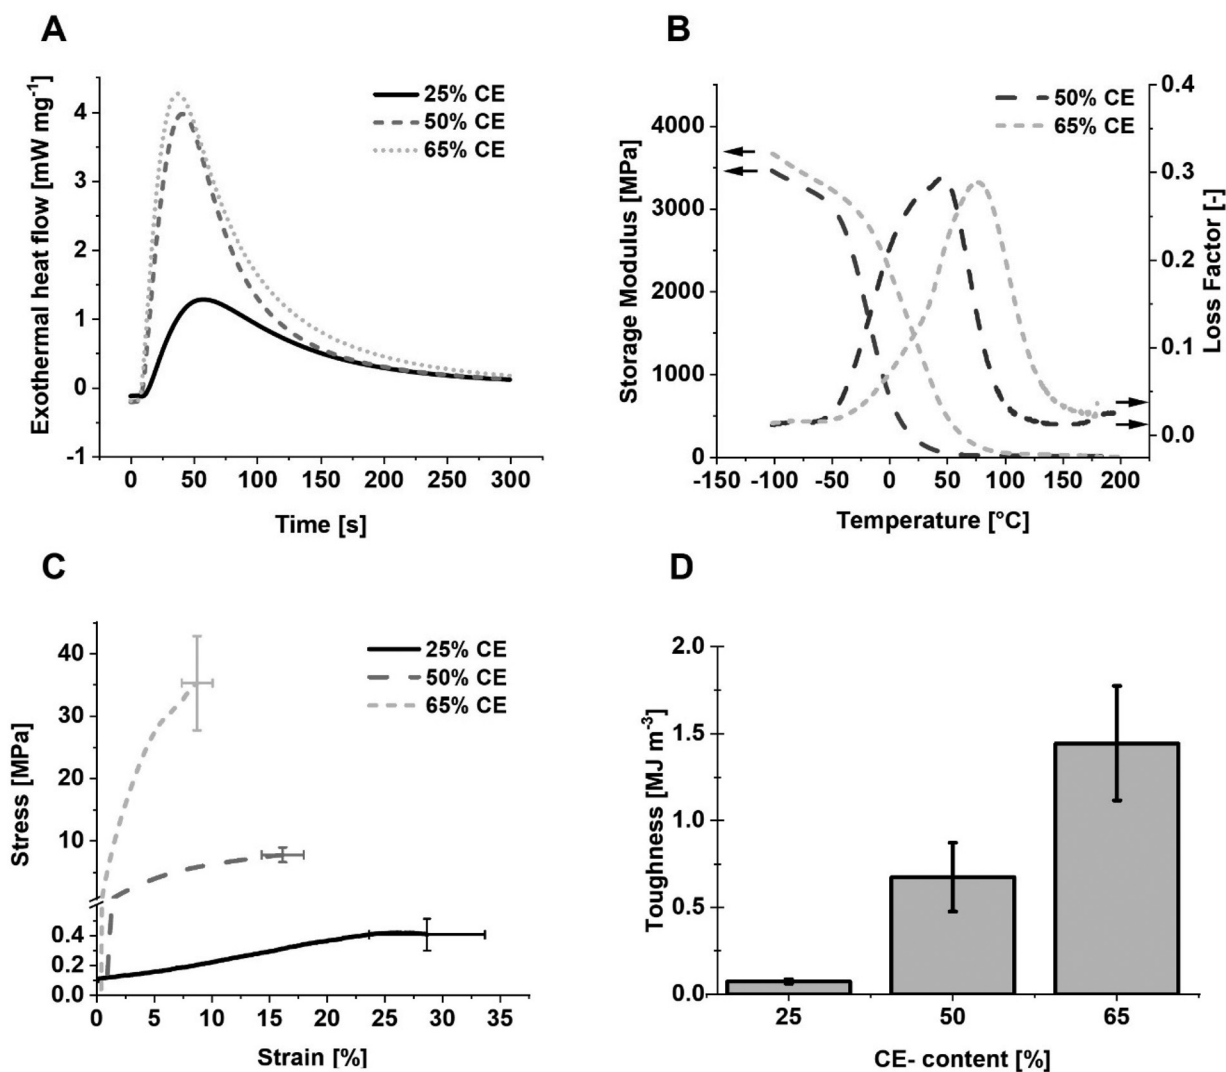 A
Exothermal heat flow [mW mg⁻¹]
4
3
2
1
0
-1
0 50 100 150 200 250 300
Time [s]
25% CE
50% CE
65% CE
B
Storage Modulus [MPa]
4000
3000
2000
1000
0
-150 -100 -50 0 50 100 150 200
Temperature [°C]
50% CE
65% CE
0.4
0.3
0.2
0.1
0.0
Loss Factor [-]
C
Stress [MPa]
40
30
20
10
0.4
0.2
0.0
0 5 10 15 20 25 30 35
Strain [%]
25% CE
50% CE
65% CE
D
Toughness [MJ m⁻³]
2.0
1.5
1.0
0.5
0.0
25 50 65
CE- content [%]